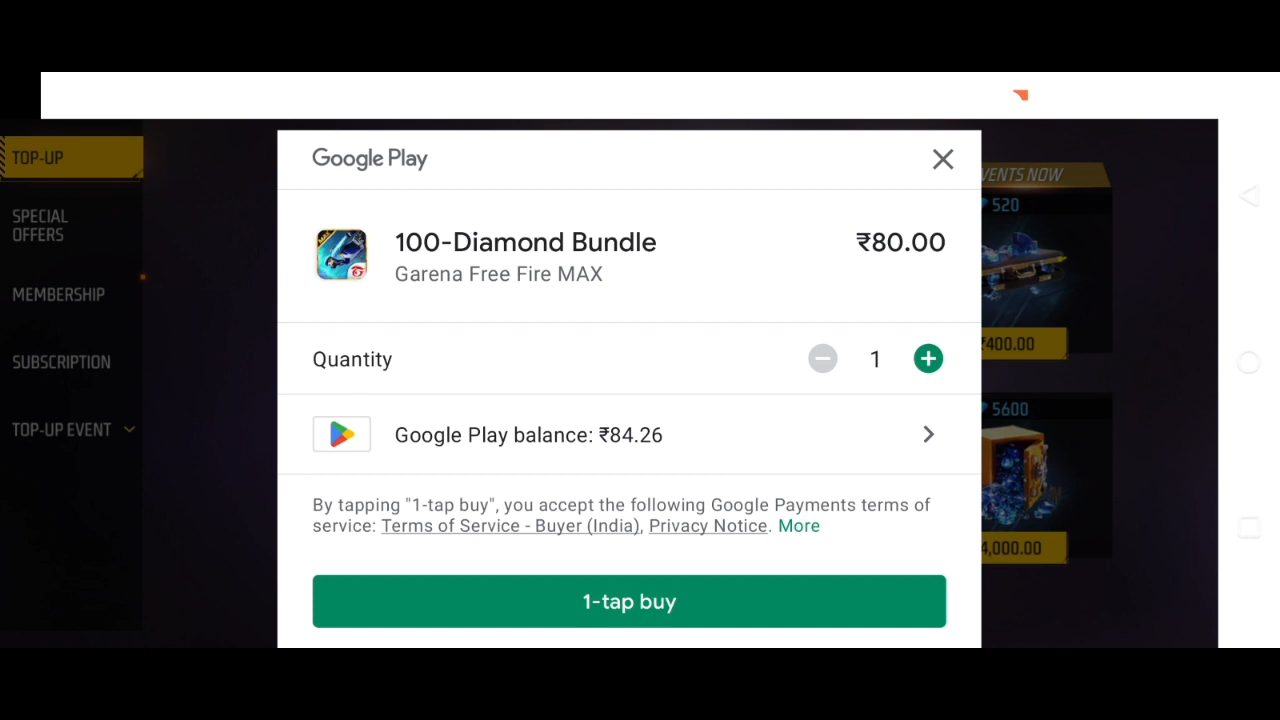 TOP-UP
SPECIAL
OFFERS
MEMBERSHIP
SUBSCRIPTION
TOP-UP EVENT
Google Play
100-Diamond Bundle
₹80.00
Garena Free Fire MAX
Quantity
1
Google Play balance: ₹84.26
By tapping "1-tap buy", you accept the following Google Payments terms of
service: Terms of Service - Buyer (India), Privacy Notice. More
1-tap buy
VENTS NOW
520
₹400.00
5600
4,000.00